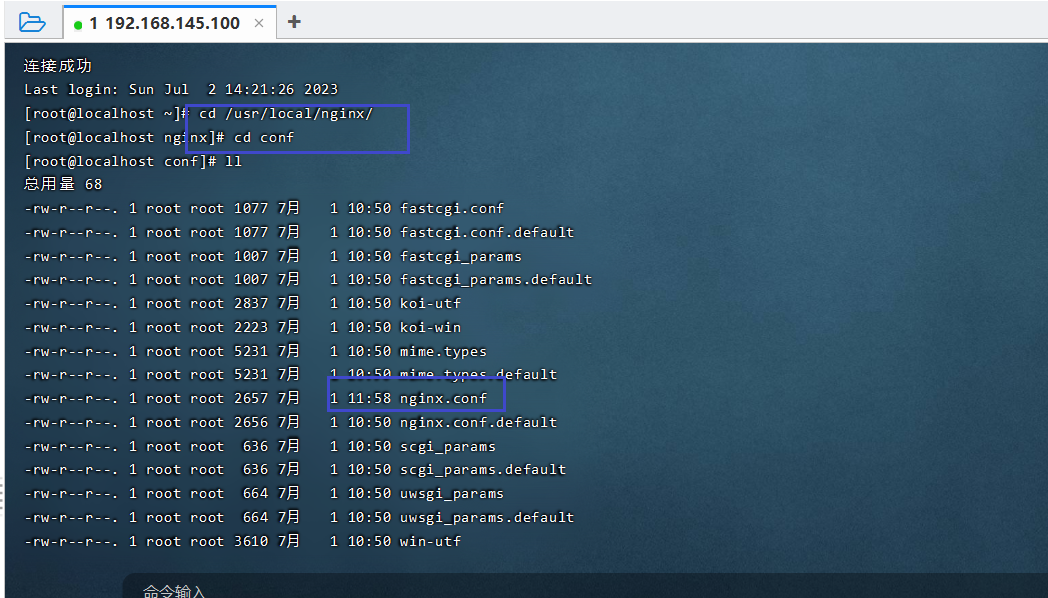 1 192.168.145.100 × +
连接成功
Last login: Sun Jul  2 14:21:26 2023
[root@localhost ~]# cd /usr/local/nginx/
[root@localhost nginx]# cd conf
[root@localhost conf]# ll
总用量 68
-rw-r--r--. 1 root root 1077 7月   1 10:50 fastcgi.conf
-rw-r--r--. 1 root root 1077 7月   1 10:50 fastcgi.conf.default
-rw-r--r--. 1 root root 1007 7月   1 10:50 fastcgi_params
-rw-r--r--. 1 root root 1007 7月   1 10:50 fastcgi_params.default
-rw-r--r--. 1 root root 2837 7月   1 10:50 koi-utf
-rw-r--r--. 1 root root 2223 7月   1 10:50 koi-win
-rw-r--r--. 1 root root 5231 7月   1 10:50 mime.types
-rw-r--r--. 1 root root 5231 7月   1 10:50 mime.types.default
-rw-r--r--. 1 root root 2657 7月   1 11:58 nginx.conf
-rw-r--r--. 1 root root 2656 7月   1 10:50 nginx.conf.default
-rw-r--r--. 1 root root  636 7月   1 10:50 scgi_params
-rw-r--r--. 1 root root  636 7月   1 10:50 scgi_params.default
-rw-r--r--. 1 root root  664 7月   1 10:50 uwsgi_params
-rw-r--r--. 1 root root  664 7月   1 10:50 uwsgi_params.default
-rw-r--r--. 1 root root 3610 7月   1 10:50 win-utf
命令输入